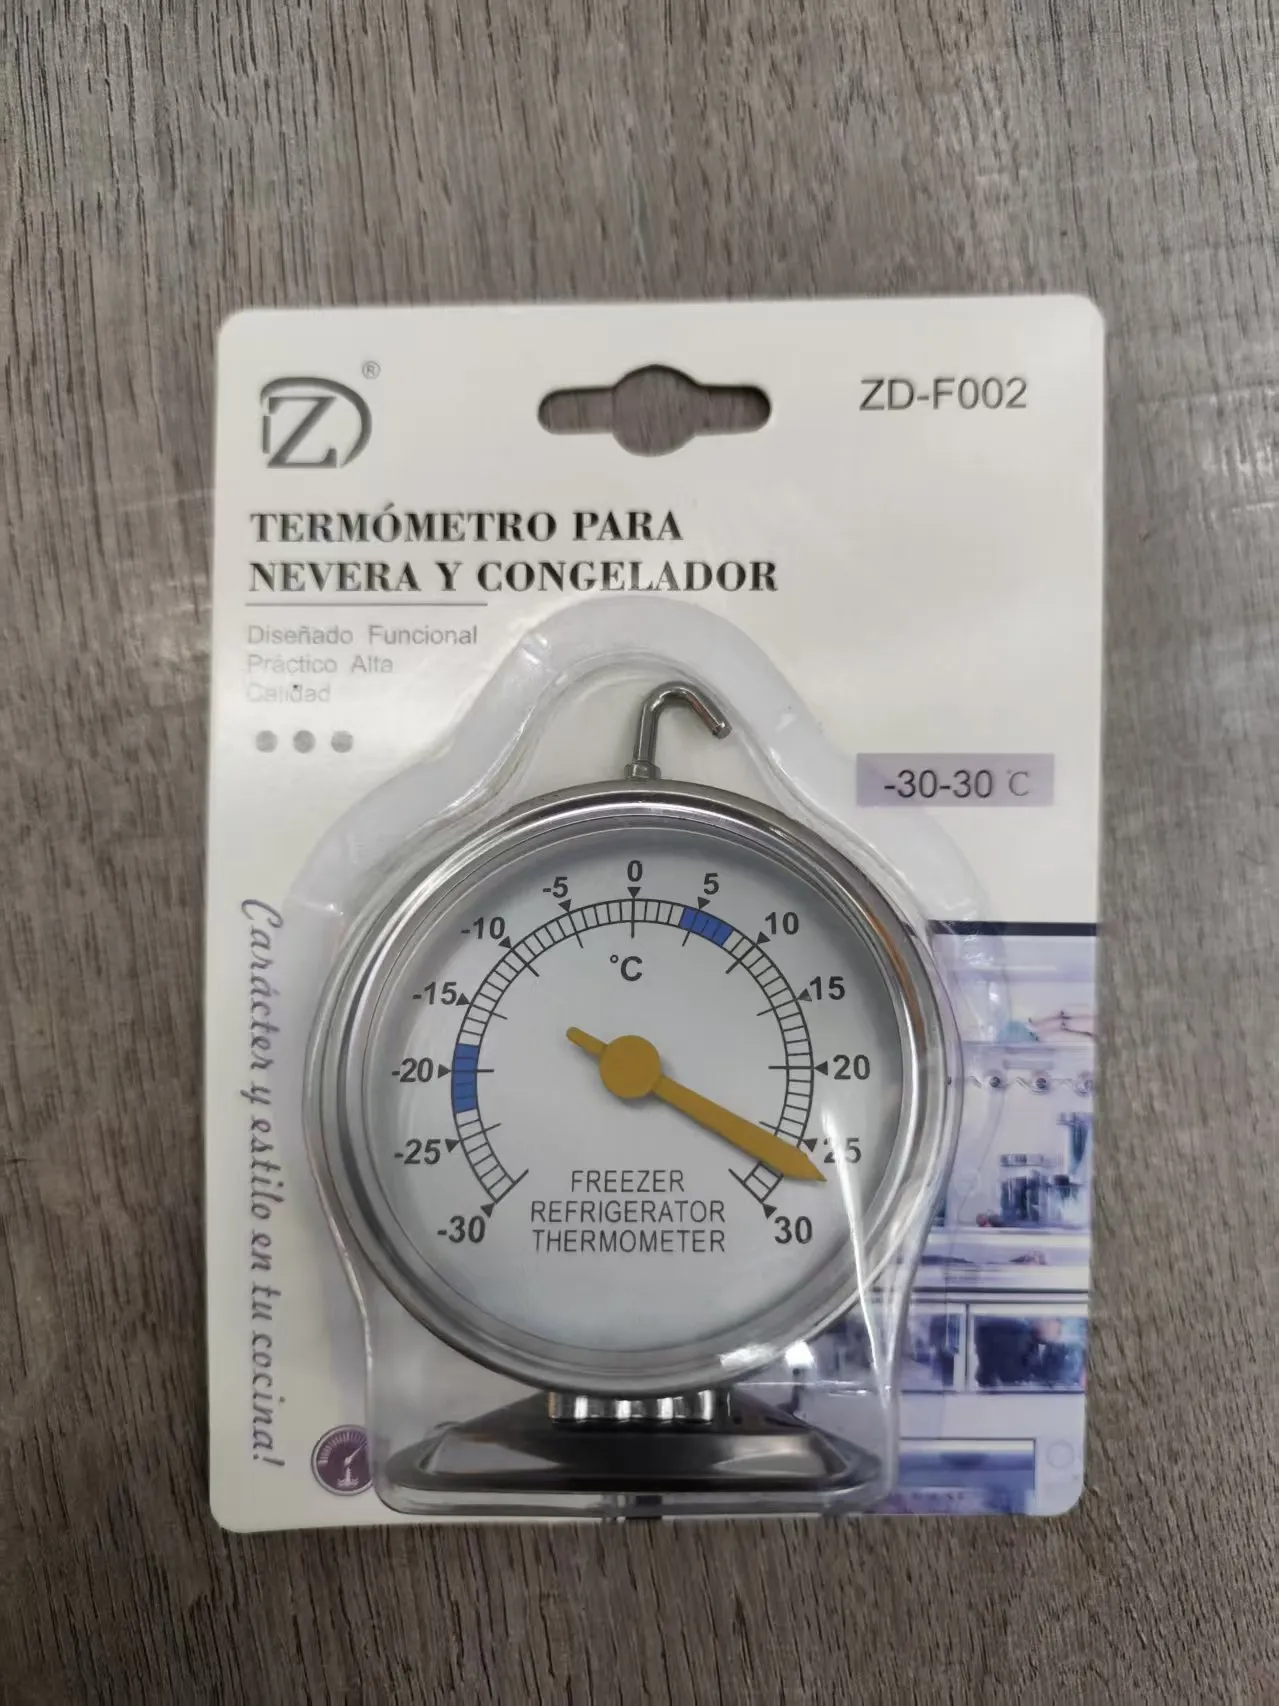 ZD®
ZD-F002
TERMÓMETRO PARA
NEVERA Y CONGELADOR
Diseñado Funcional
Práctico Alta
Calidad
-30-30 ℃
Carácter y estilo en tu cocina!
0
-5
5
-10
10
°C
-15
15
-20
20
-25
25
-30
30
FREEZER
REFRIGERATOR
THERMOMETER